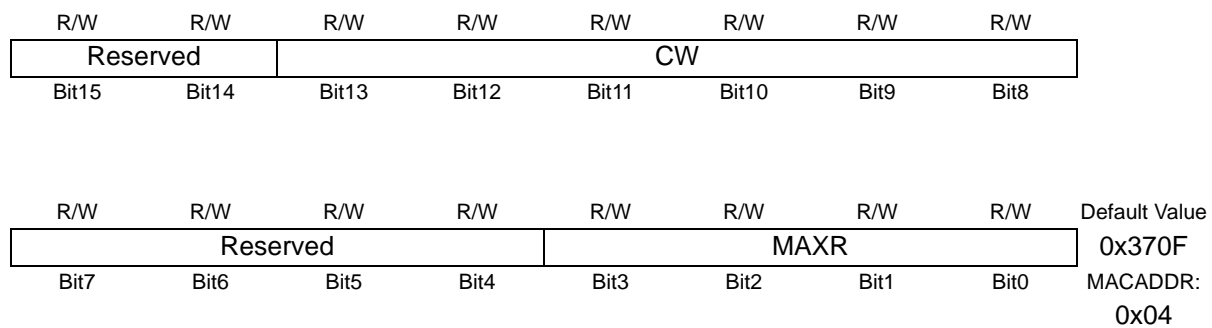 R/W R/W R/W R/W R/W R/W R/W R/W
Reserved CW
Bit15 Bit14 Bit13 Bit12 Bit11 Bit10 Bit9 Bit8
R/W R/W R/W R/W R/W R/W R/W R/W Default Value
Reserved MAXR 0x370F
Bit7 Bit6 Bit5 Bit4 Bit3 Bit2 Bit1 Bit0 MACADDR:
0x04